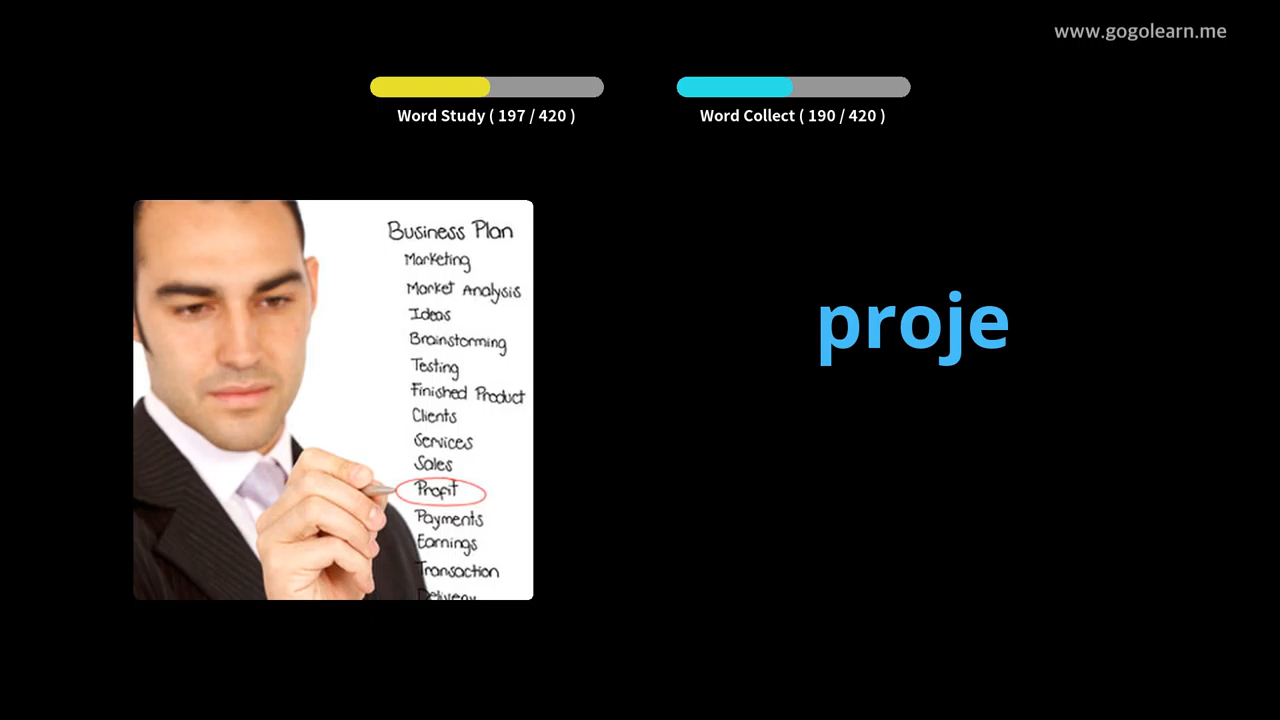 www.gogolearn.me
Word Study ( 197 / 420 )
Word Collect ( 190 / 420 )
Business Plan
Marketing
Market Analysis
Ideas
Brainstorming
Testing
Finished Product
Clients
Services
Sales
Profit
Payments
Earnings
Transaction
Delivery
proje